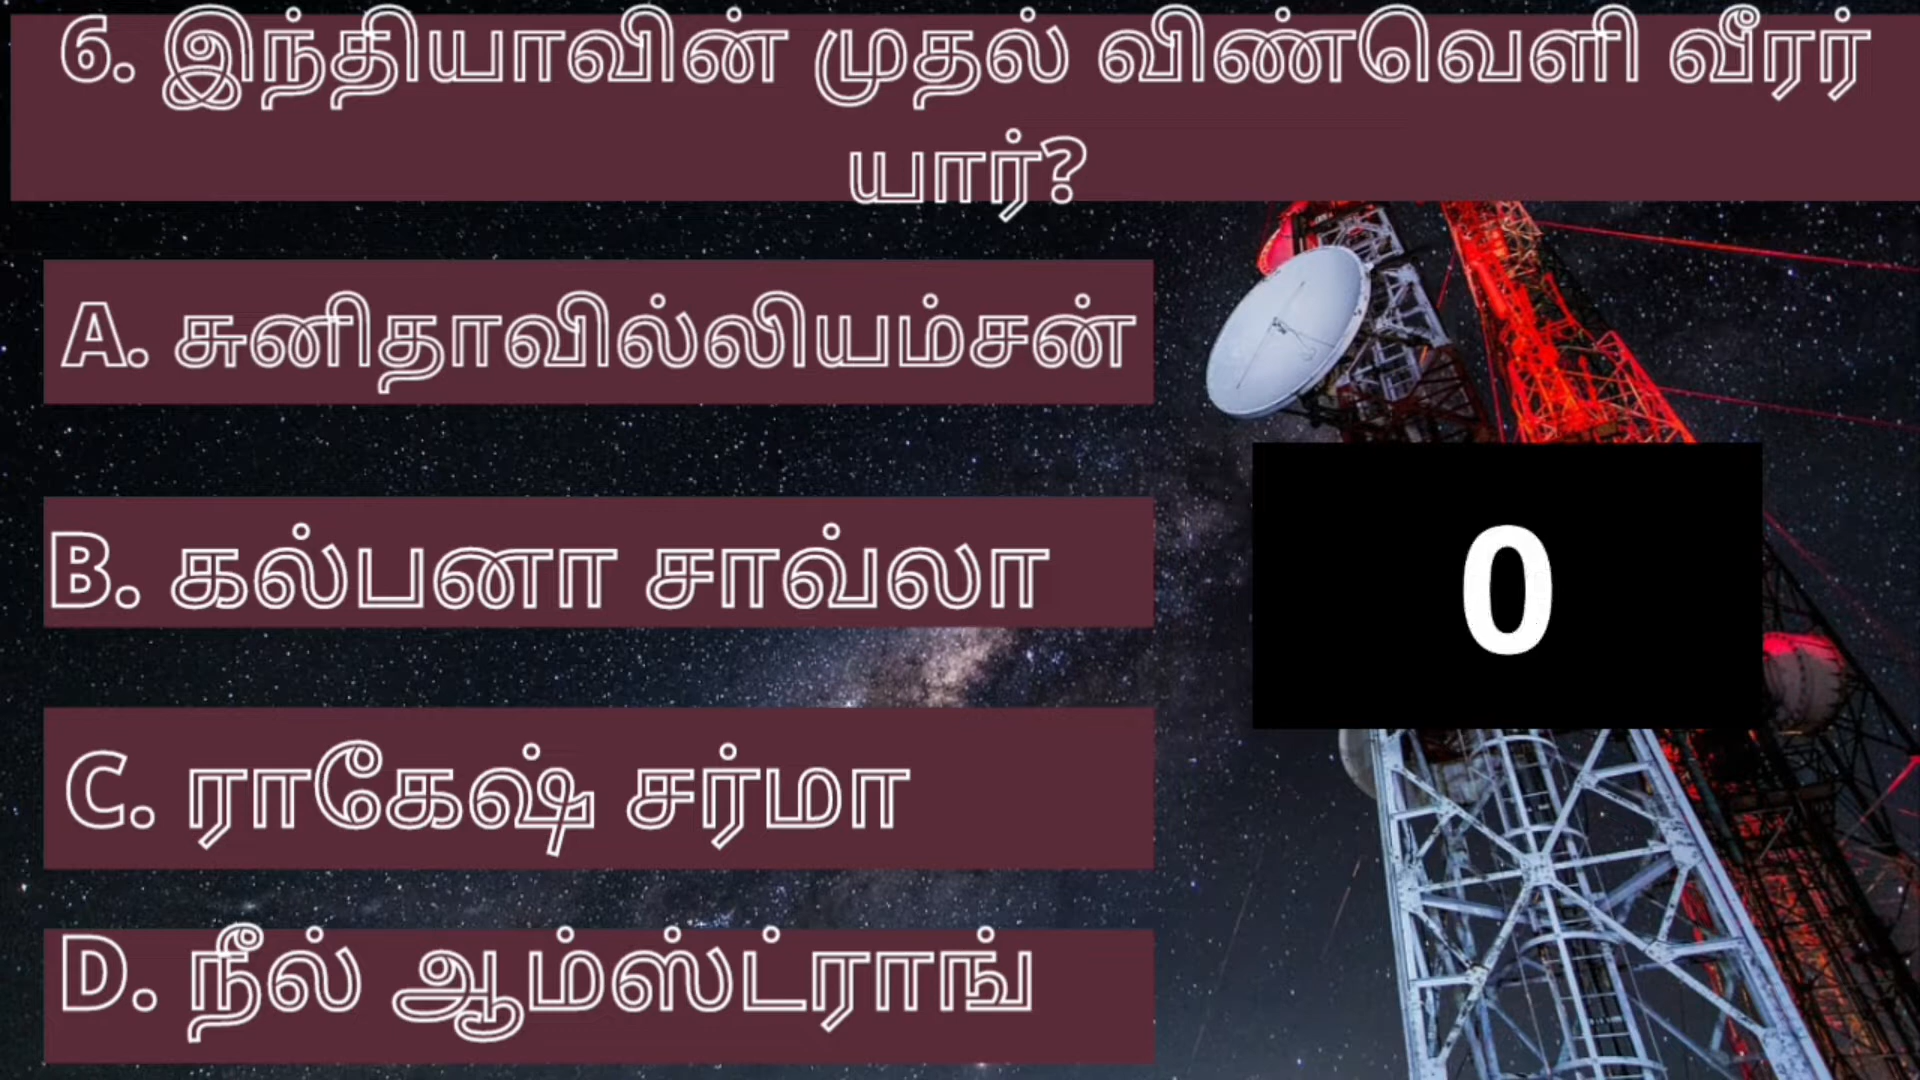 6. இந்தியாவின் முதல் விண்வெளி வீரர்
யார்?
A. சுனிதாவில்லியம்சன்
B. கல்பனா சாவ்லா
0
C. ராகேஷ் சர்மா
D. நீல் ஆம்ஸ்ட்ராங்